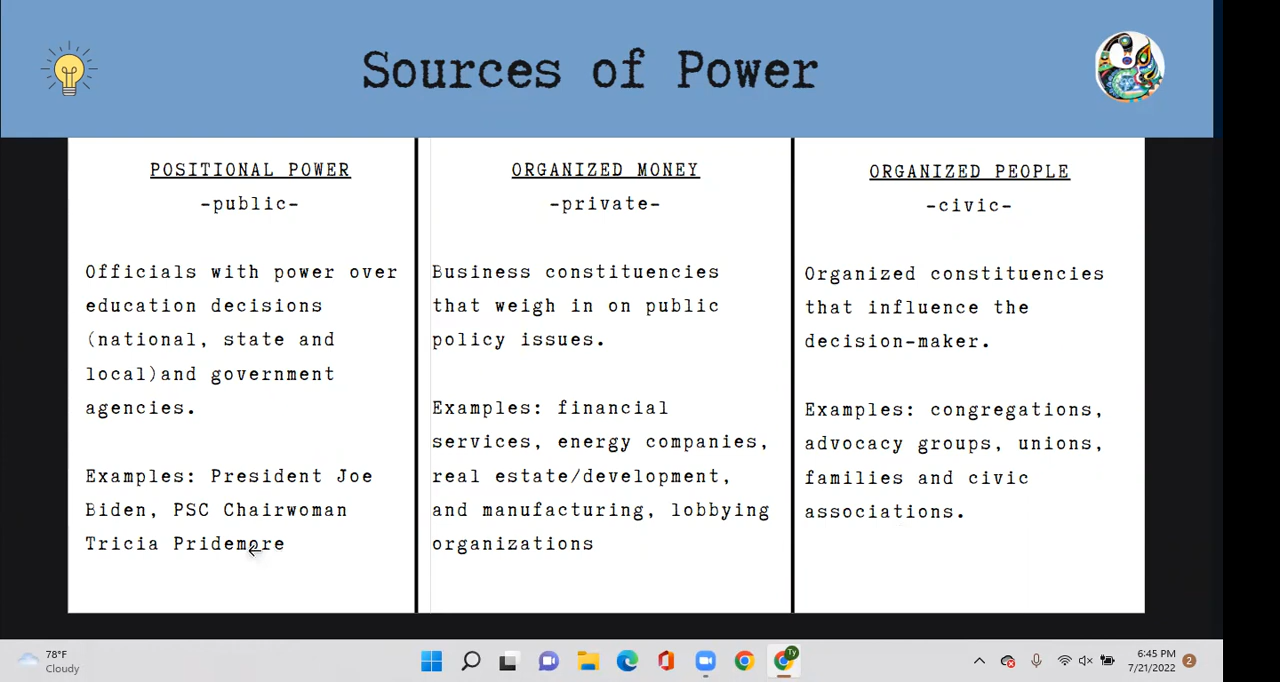 Sources of Power
POSITIONAL POWER
-public-
Officials with power over
education decisions
(national, state and
local)and government
agencies.
Examples: President Joe
Biden, PSC Chairwoman
Tricia Pridemore
ORGANIZED MONEY
-private-
Business constituencies
that weigh in on public
policy issues.
Examples: financial
services, energy companies,
real estate/development,
and manufacturing, lobbying
organizations
ORGANIZED PEOPLE
-civic-
Organized constituencies
that influence the
decision-maker.
Examples: congregations,
advocacy groups, unions,
families and civic
associations.
78°F
Cloudy
Ty
6:45 PM
7/21/2022
2